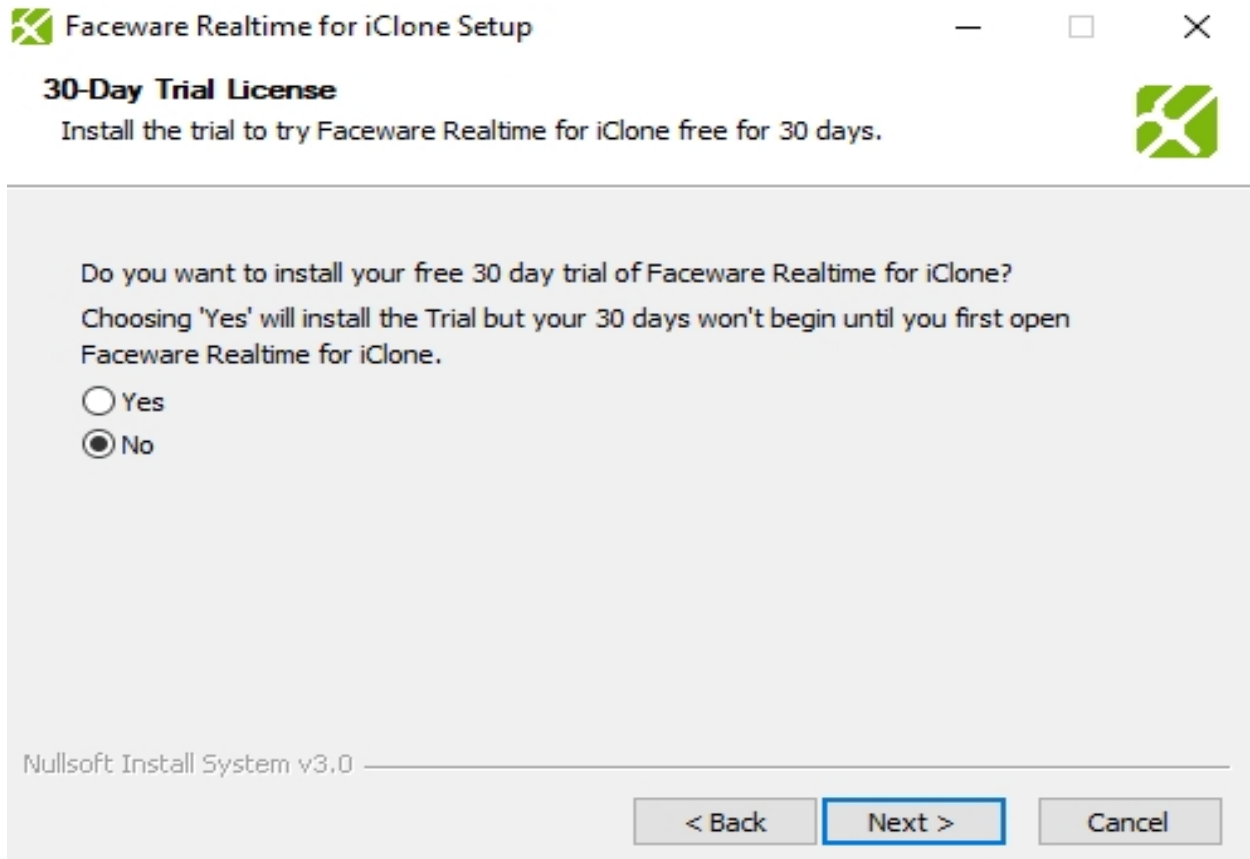 Faceware Realtime for iClone Setup
30-Day Trial License
Install the trial to try Faceware Realtime for iClone free for 30 days.
Do you want to install your free 30 day trial of Faceware Realtime for iClone?
Choosing 'Yes' will install the Trial but your 30 days won't begin until you first open
Faceware Realtime for iClone.
Yes
No
Nullsoft Install System v3.0
< Back Next > Cancel